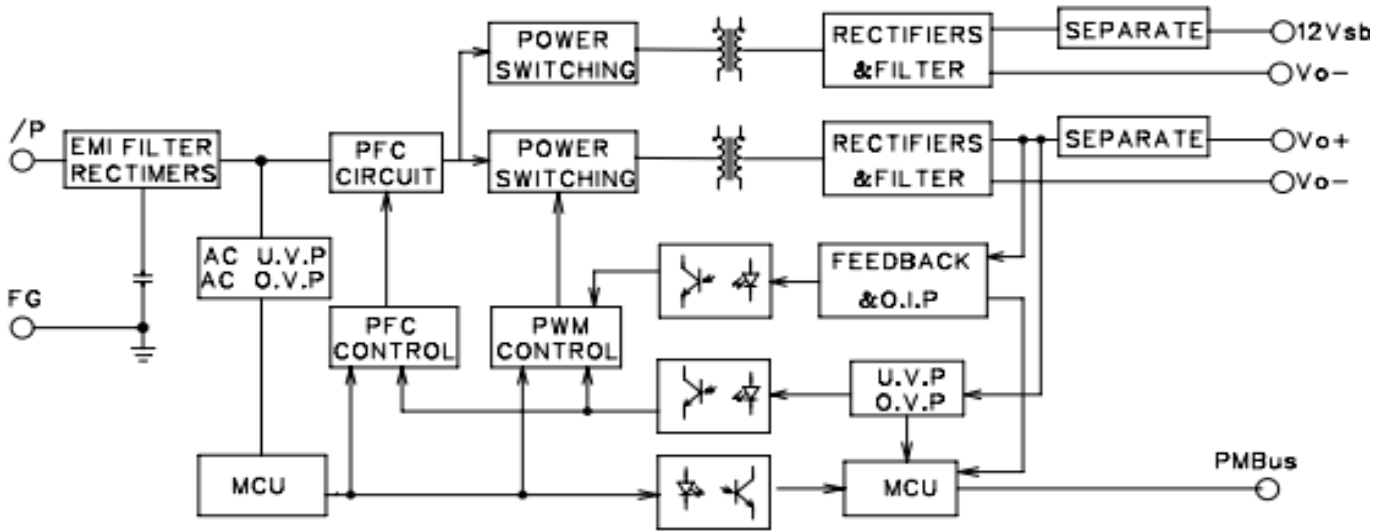 POWER
SWITCHING
RECTIFIERS
&FILTER
SEPARATE
12Vsb
Vo-
/P
EMI FILTER
RECTIMERS
PFC
CIRCUIT
POWER
SWITCHING
RECTIFIERS
&FILTER
SEPARATE
Vo+
Vo-
AC U.V.P
AC O.V.P
FEEDBACK
&O.I.P
FG
PFC
CONTROL
PWM
CONTROL
U.V.P
O.V.P
MCU
MCU
PMBus